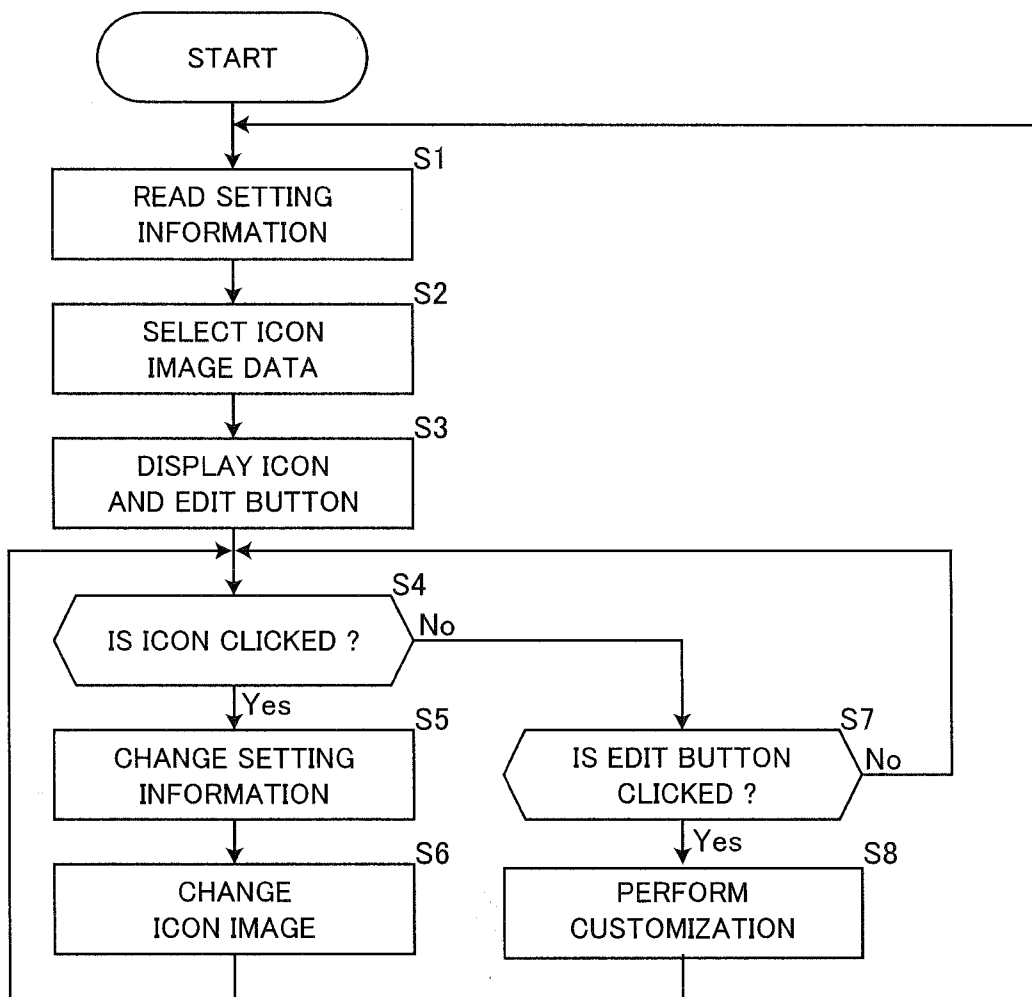 START
S1
READ SETTING
INFORMATION
S2
SELECT ICON
IMAGE DATA
S3
DISPLAY ICON
AND EDIT BUTTON
S4
IS ICON CLICKED ?
No
Yes
S5
CHANGE SETTING
INFORMATION
S7
IS EDIT BUTTON
CLICKED ?
No
Yes
S6
CHANGE
ICON IMAGE
S8
PERFORM
CUSTOMIZATION